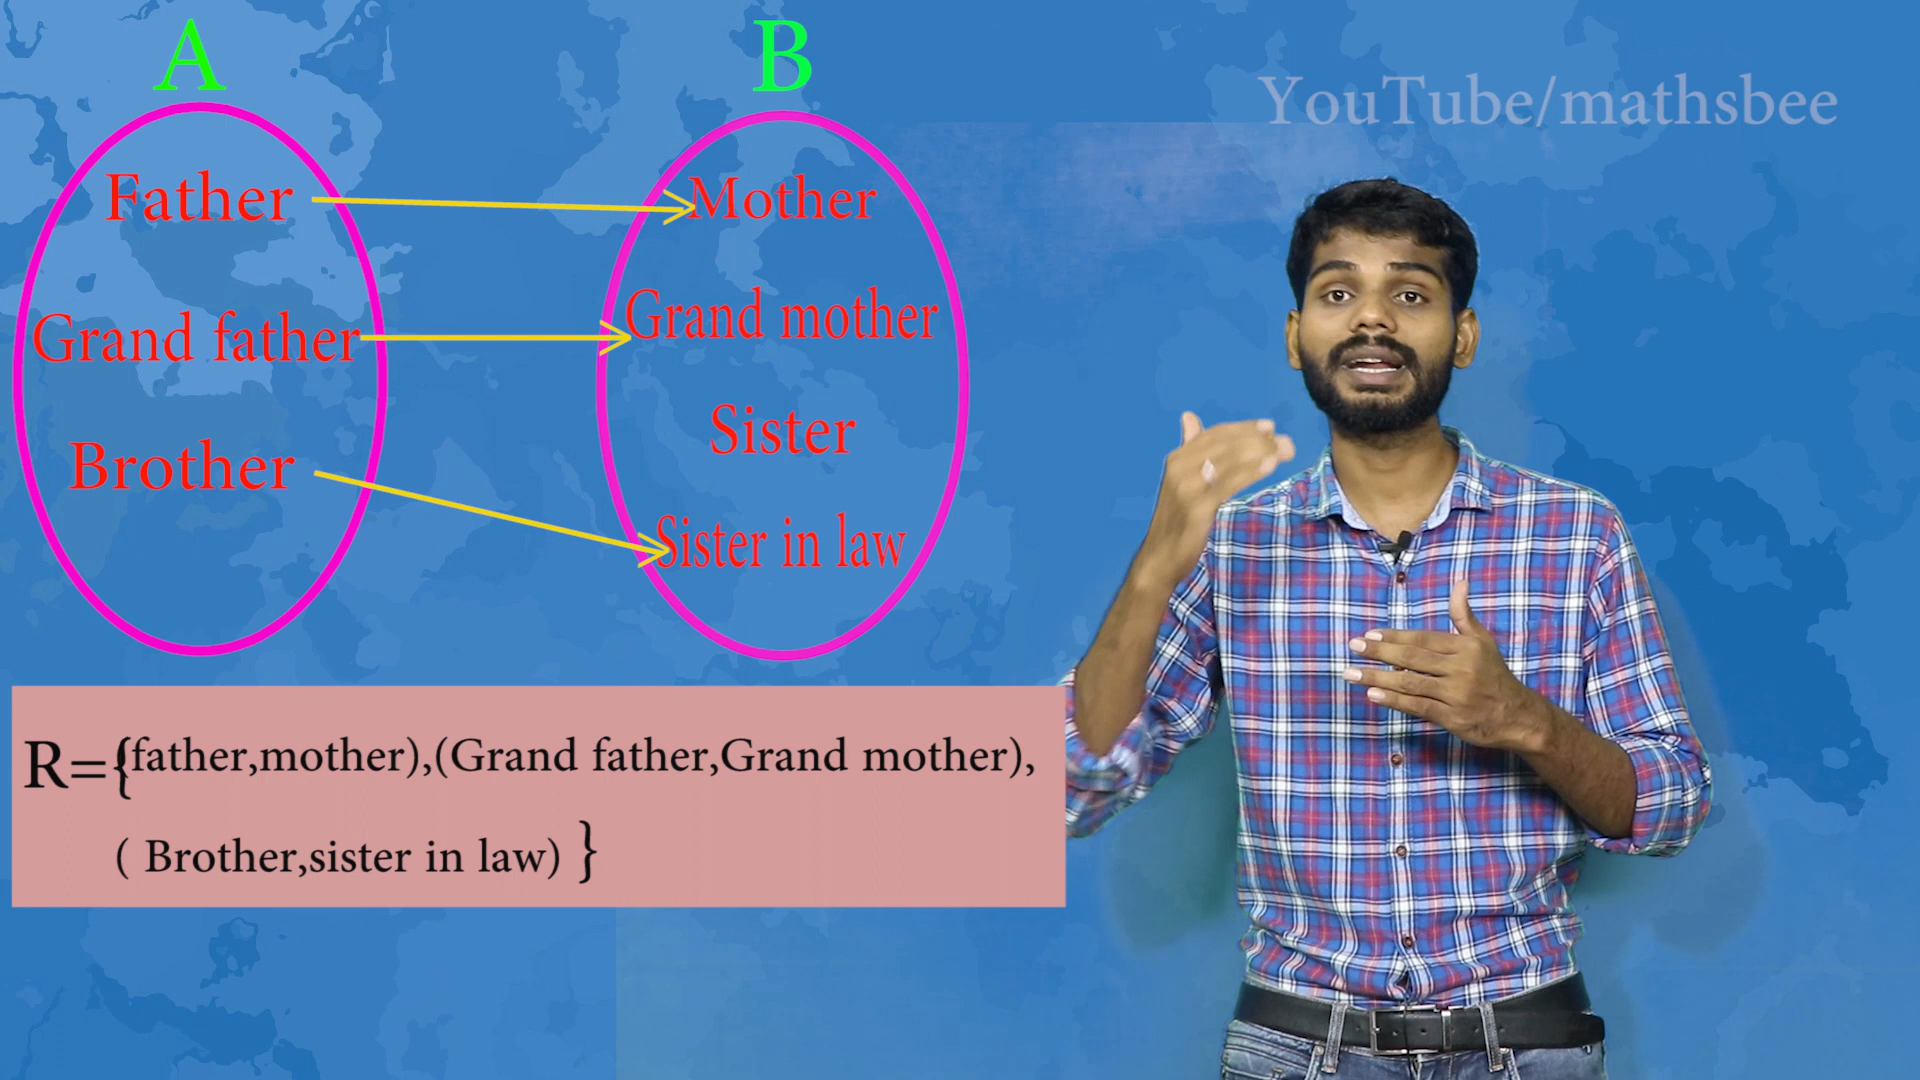 A
B
YouTube/mathsbee
Father
Mother
Grand father
Grand mother
Brother
Sister
Sister in law
R={father,mother),(Grand father,Grand mother),
( Brother,sister in law) }